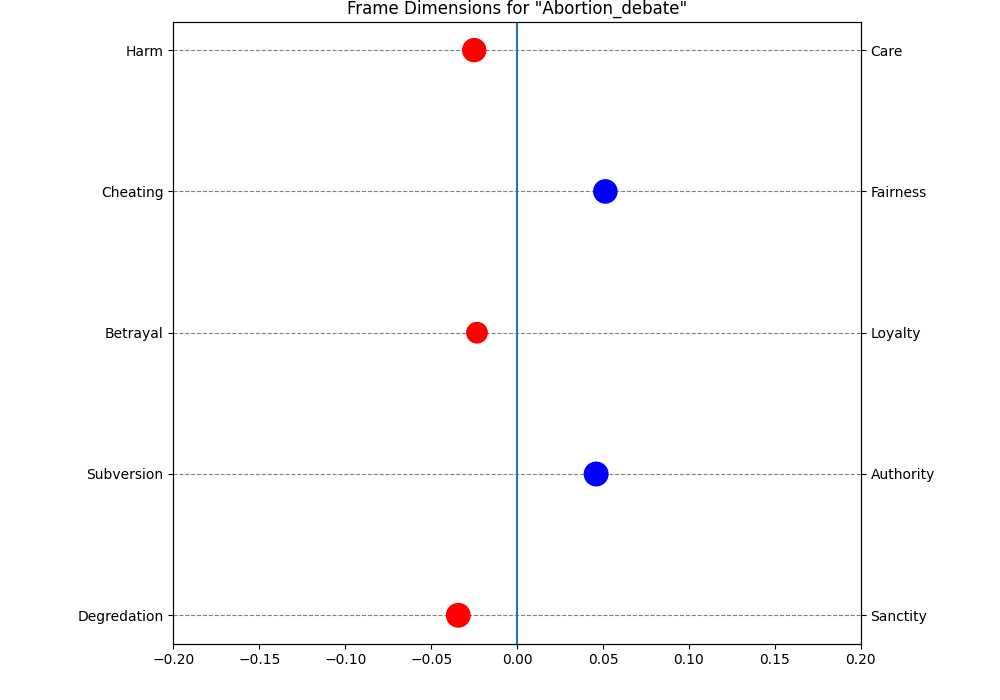 Frame Dimensions for "Abortion_debate"
Harm
Care
Cheating
Fairness
Betrayal
Loyalty
Subversion
Authority
Degredation
Sanctity
−0.20 −0.15 −0.10 −0.05 0.00 0.05 0.10 0.15 0.20